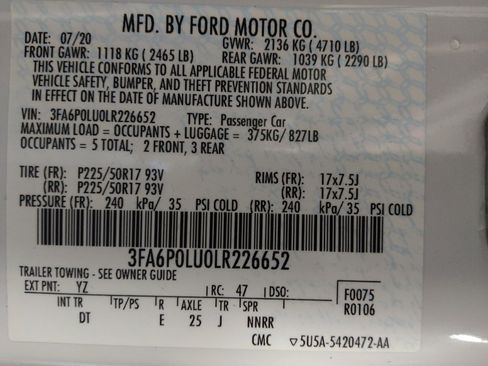 MFD. BY FORD MOTOR CO.
DATE: 07/20 GVWR: 2136 KG ( 4710 LB)
FRONT GAWR: 1118 KG ( 2465 LB) REAR GAWR: 1039 KG ( 2290 LB)
THIS VEHICLE CONFORMS TO ALL APPLICABLE FEDERAL MOTOR
VEHICLE SAFETY, BUMPER, AND THEFT PREVENTION STANDARDS
IN EFFECT ON THE DATE OF MANUFACTURE SHOWN ABOVE.
VIN: 3FA6P0LU0LR226652 TYPE: Passenger Car
MAXIMUM LOAD = OCCUPANTS + LUGGAGE = 375KG/ 827LB
OCCUPANTS = 5 TOTAL; 2 FRONT, 3 REAR
TIRE (FR): P225/50R17 93V RIMS (FR): 17x7.5J
(RR): P225/50R17 93V (RR): 17x7.5J
PRESSURE (FR): 240 kPa/ 35 PSI COLD (RR): 240 kPa/ 35 PSI COLD
3FA6P0LU0LR226652
TRAILER TOWING - SEE OWNER GUIDE
EXT PNT: YZ RC: 47 DSO: F0075
INT TR TP/PS R AXLE TR SPR R0106
DT E 25 J NNRR
CMC ▽5U5A-5420472-AA